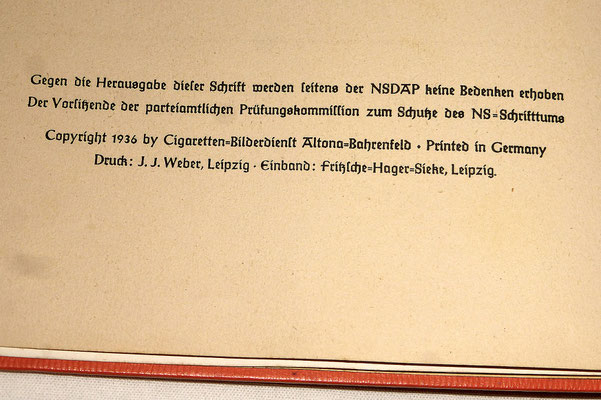 Gegen die Herausgabe dieser Schrift werden seitens der NSDAP keine Bedenken erhoben
Der Vorsitzende der parteiamtlichen Prüfungskommission zum Schutze des NS=Schrifttums
Copyright 1936 by Cigaretten=Bilderdienst Altona=Bahrenfeld · Printed in Germany
Druck: J. J. Weber, Leipzig · Einband: Fritzsche=Hager=Sieke, Leipzig.